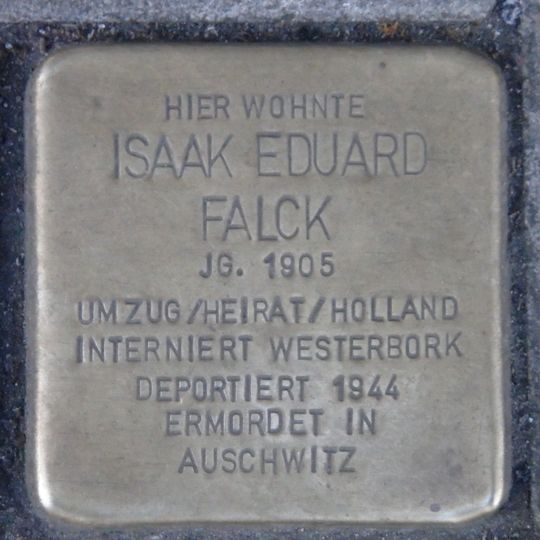 HIER WOHNTE
ISAAK EDUARD
FALCK
JG. 1905
UMZUG/HEIRAT/HOLLAND
INTERNIERT WESTERBORK
DEPORTIERT 1944
ERMORDET IN
AUSCHWITZ